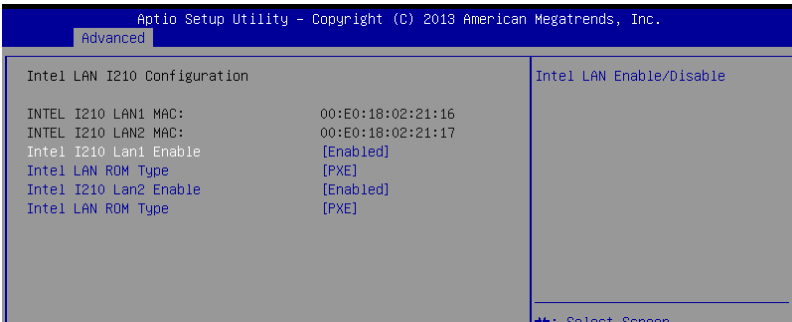 Aptio Setup Utility – Copyright (C) 2013 American Megatrends, Inc.
Advanced
Intel LAN I210 Configuration
Intel LAN Enable/Disable
INTEL I210 LAN1 MAC: 00:E0:18:02:21:16
INTEL I210 LAN2 MAC: 00:E0:18:02:21:17
Intel I210 Lan1 Enable [Enabled]
Intel LAN ROM Type [PXE]
Intel I210 Lan2 Enable [Enabled]
Intel LAN ROM Type [PXE]
: Select Screen